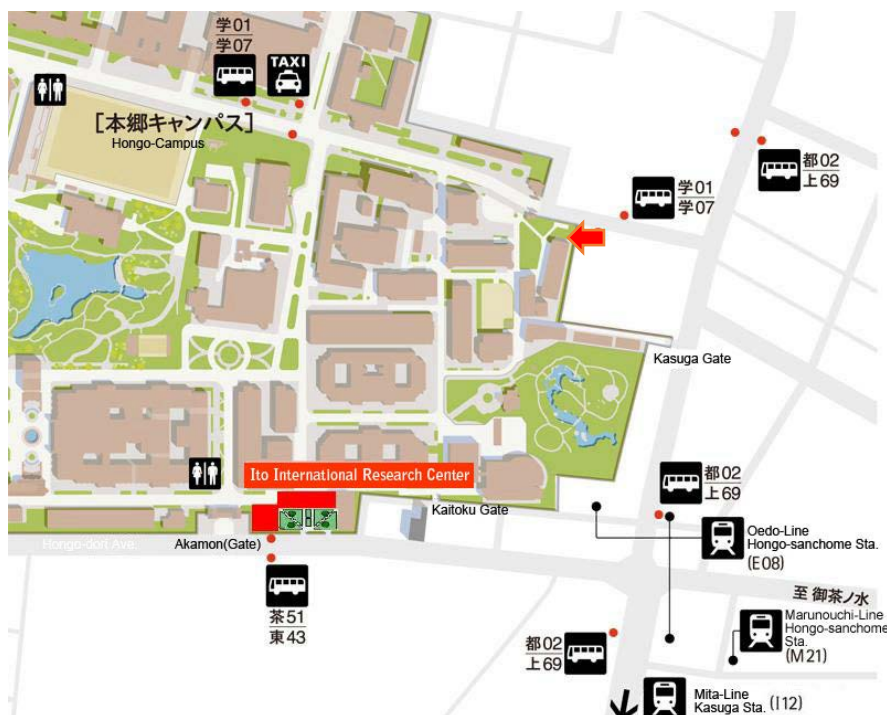 学01
学07
TAXI
[本郷キャンパス]
Hongo-Campus
都02
上69
学01
学07
Kasuga Gate
Ito International Research Center
都02
上69
Kaitoku Gate
Hongo-dori Ave.
Akamon(Gate)
Oedo-Line
Hongo-sanchome Sta.
(E08)
茶51
東43
至 御茶ノ水
Marunouchi-Line
Hongo-sanchome
Sta.
(M21)
都02
上69
Mita-Line
Kasuga Sta. (I12)